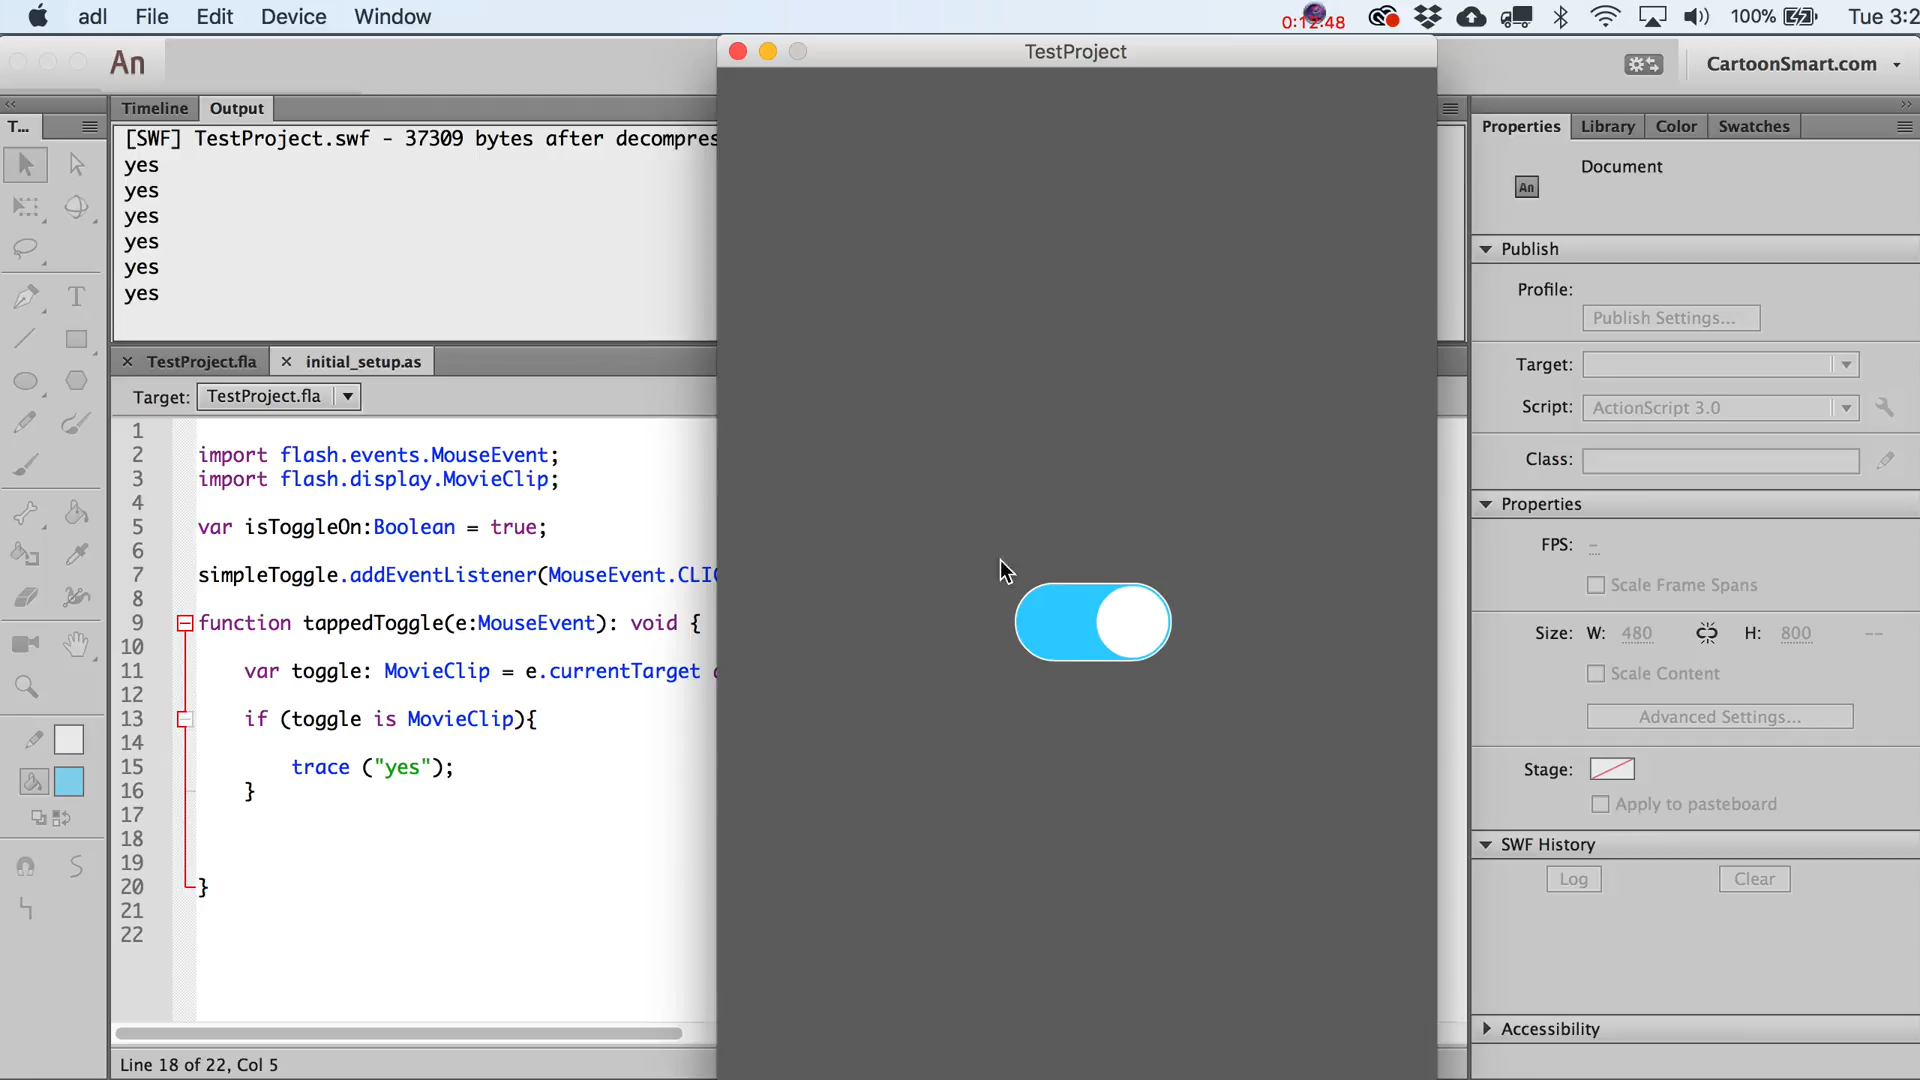 adl File Edit Device Window
0:12:48 100% Tue 3:2
An
TestProject
CartoonSmart.com
Timeline Output
[SWF] TestProject.swf - 37309 bytes after decompres
yes
yes
yes
yes
yes
yes
T...
TestProject.fla initial_setup.as
Target: TestProject.fla
1
2 import flash.events.MouseEvent;
3 import flash.display.MovieClip;
4
5 var isToggleOn:Boolean = true;
6
7 simpleToggle.addEventListener(MouseEvent.CLIC
8
9 function tappedToggle(e:MouseEvent): void {
10
11 var toggle: MovieClip = e.currentTarget
12
13 if (toggle is MovieClip){
14
15 trace ("yes");
16 }
17
18
19
20 }
21
22
Line 18 of 22, Col 5
Properties Library Color Swatches
Document
An
Publish
Profile:
Publish Settings...
Target:
Script: ActionScript 3.0
Class:
Properties
FPS: –
Scale Frame Spans
Size: W: 480 H: 800 --
Scale Content
Advanced Settings...
Stage:
Apply to pasteboard
SWF History
Log Clear
Accessibility